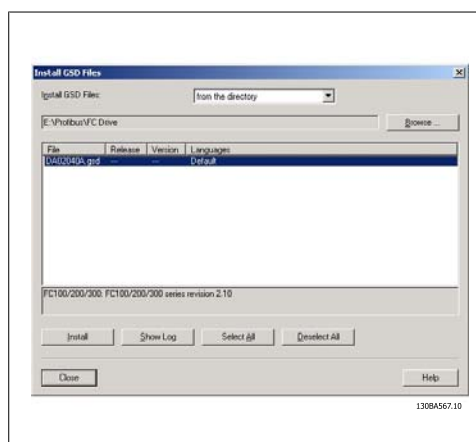 Install GSD Files
Install GSD Files: from the directory
E:\Profibus\FC Drive Browse ...
File Release Version Languages
DA02040A.gsd --- --- Default
FC100/200/300: FC100/200/300 series revision 2.10
Install Show Log Select All Deselect All
Close Help
130BA567.10